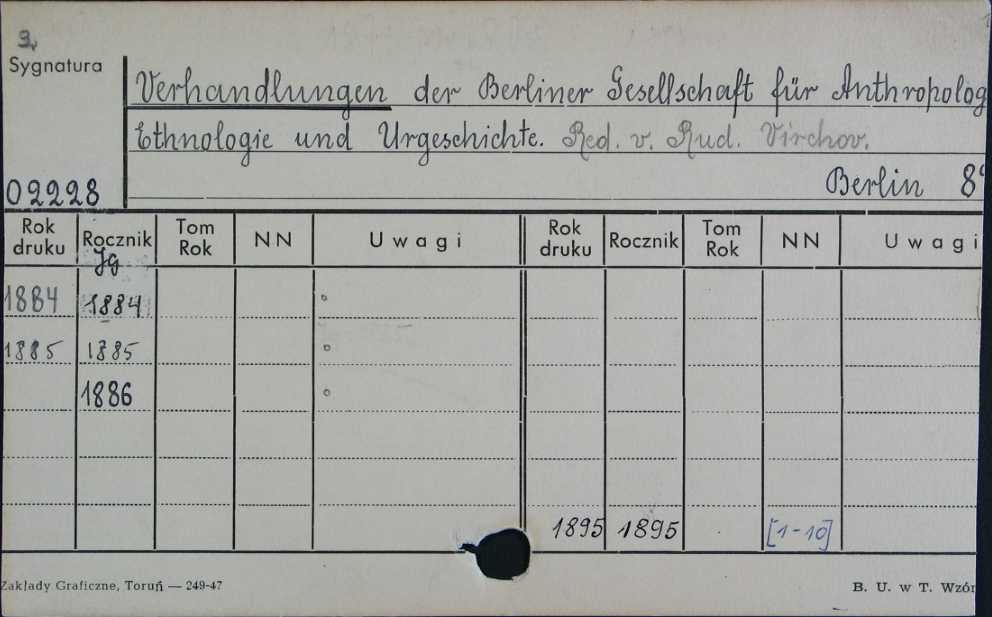 3.
Sygnatura
Verhandlungen der Berliner Gesellschaft für Anthropolog
Ethnologie und Urgeschichte. Red. v. Rud. Virchov.
02228
Berlin 8°
Rok druku Rocznik Tom Rok NN Uwagi Rok druku Rocznik Tom Rok NN Uwagi
Jg
1884 1884 °
1885 1885 °
1886 °
1895 1895 [1-10]
Zakłady Graficzne, Toruń — 249-47 B. U. w T. Wzór